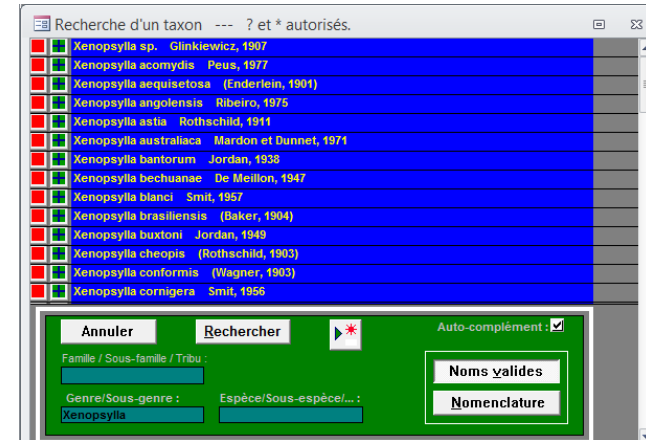 Recherche d'un taxon --- ? et * autorisés.
Xenopsylla sp. Glinkiewicz, 1907
Xenopsylla acomydis Peus, 1977
Xenopsylla aequisetosa (Enderlein, 1901)
Xenopsylla angolensis Ribeiro, 1975
Xenopsylla astia Rothschild, 1911
Xenopsylla australiaca Mardon et Dunnet, 1971
Xenopsylla bantorum Jordan, 1938
Xenopsylla bechuanae De Meillon, 1947
Xenopsylla blanci Smit, 1957
Xenopsylla brasiliensis (Baker, 1904)
Xenopsylla buxtoni Jordan, 1949
Xenopsylla cheopis (Rothschild, 1903)
Xenopsylla conformis (Wagner, 1903)
Xenopsylla cornigera Smit, 1956
Annuler Rechercher Auto-complément :
Famille / Sous-famille / Tribu :
Noms valides
Genre/Sous-genre : Espèce/Sous-espèce/... :
Nomenclature
Xenopsylla